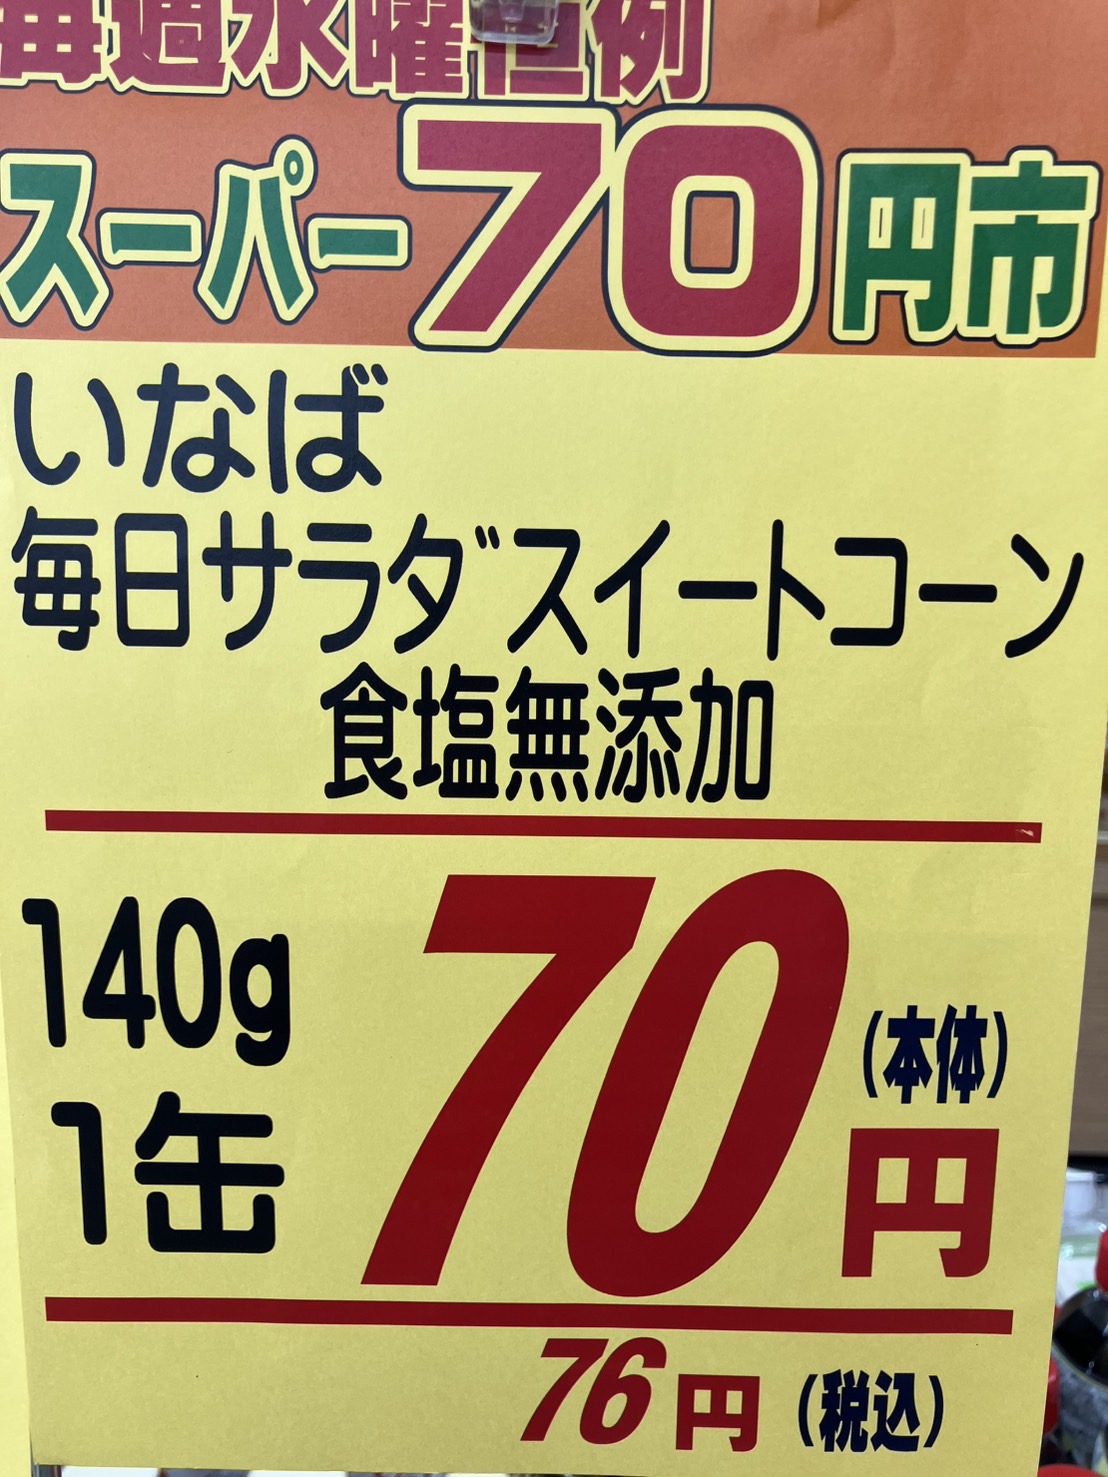 毎週水曜恒例
スーパー70円市
いなば
毎日サラダスイートコーン
食塩無添加
140g
1缶
70円
(本体)
76円(税込)